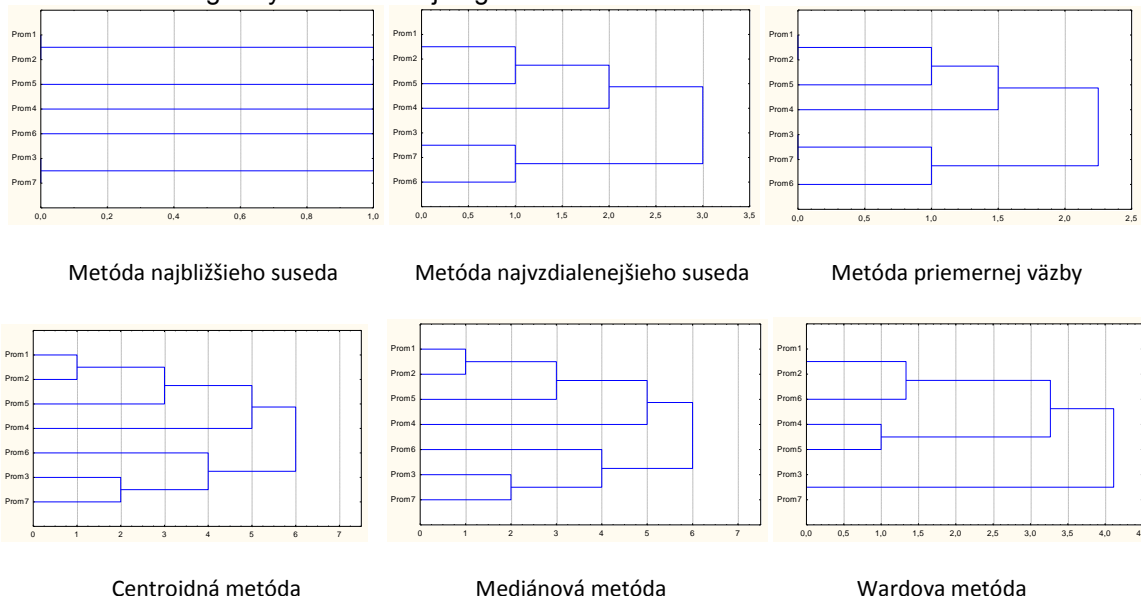 Prom1
Prom2
Prom5
Prom4
Prom6
Prom3
Prom7
0,0 0,2 0,4 0,6 0,8 1,0
Prom1
Prom2
Prom5
Prom4
Prom3
Prom7
Prom6
0,0 0,5 1,0 1,5 2,0 2,5 3,0 3,5
Prom1
Prom2
Prom5
Prom4
Prom3
Prom7
Prom6
0,0 0,5 1,0 1,5 2,0 2,5
Metóda najbližšieho suseda
Metóda najvzdialenejšieho suseda
Metóda priemernej väzby
Prom1
Prom2
Prom5
Prom4
Prom6
Prom3
Prom7
0 1 2 3 4 5 6 7
Prom1
Prom2
Prom5
Prom4
Prom6
Prom3
Prom7
0 1 2 3 4 5 6 7
Prom1
Prom2
Prom6
Prom4
Prom5
Prom3
Prom7
0,0 0,5 1,0 1,5 2,0 2,5 3,0 3,5 4,0
Centroidná metóda
Mediánová metóda
Wardova metóda